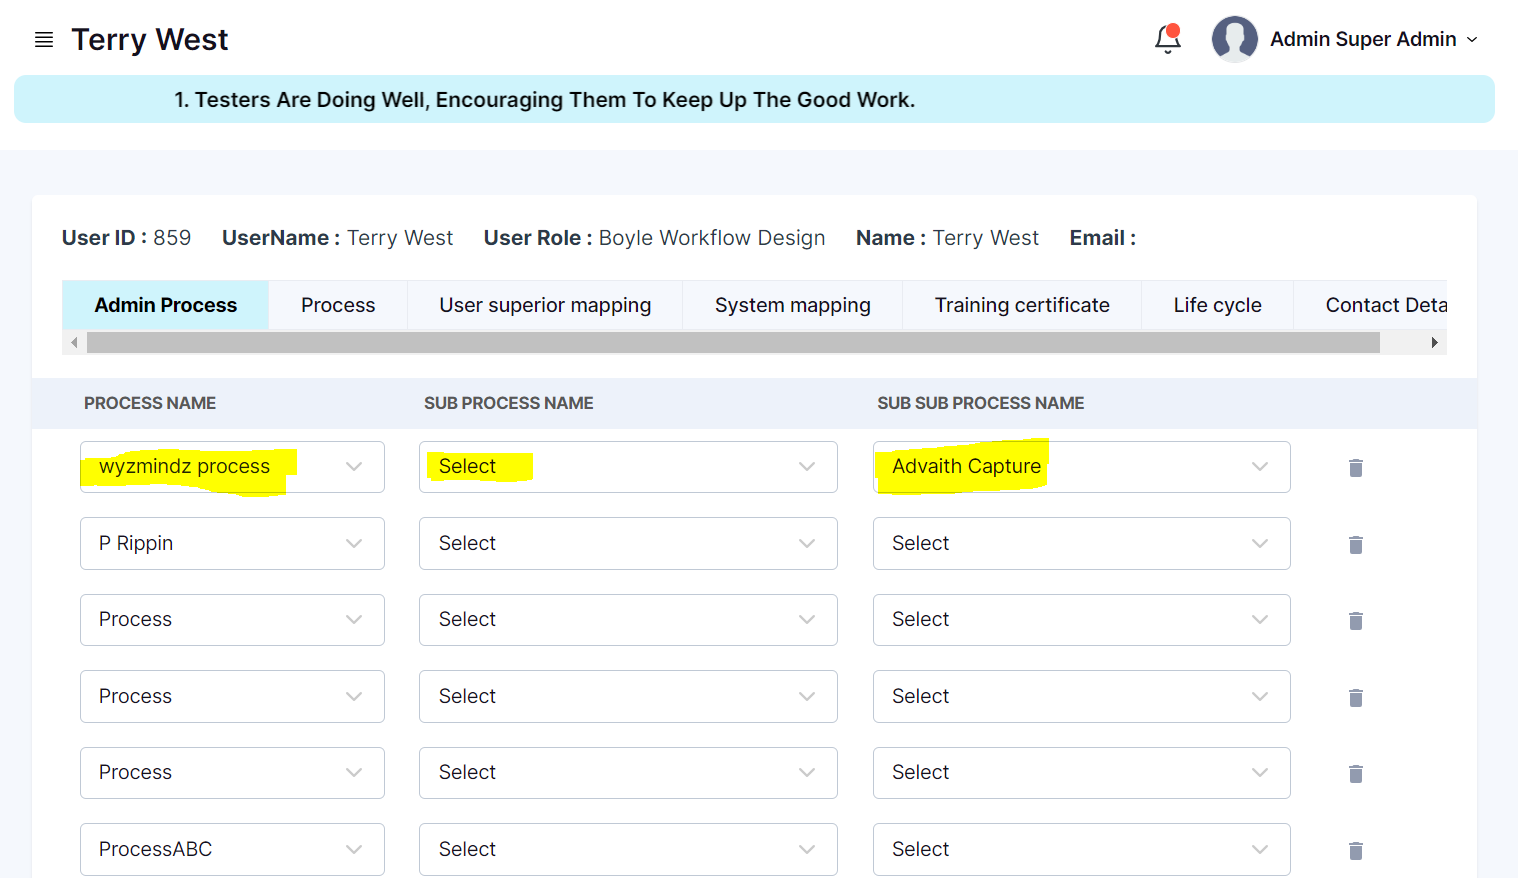 Terry West
Admin Super Admin
1. Testers Are Doing Well, Encouraging Them To Keep Up The Good Work.
User ID : 859 UserName : Terry West User Role : Boyle Workflow Design Name : Terry West Email :
Admin Process Process User superior mapping System mapping Training certificate Life cycle Contact Deta
PROCESS NAME SUB PROCESS NAME SUB SUB PROCESS NAME
wyzmindz process Select Advaith Capture
P Rippin Select Select
Process Select Select
Process Select Select
Process Select Select
ProcessABC Select Select